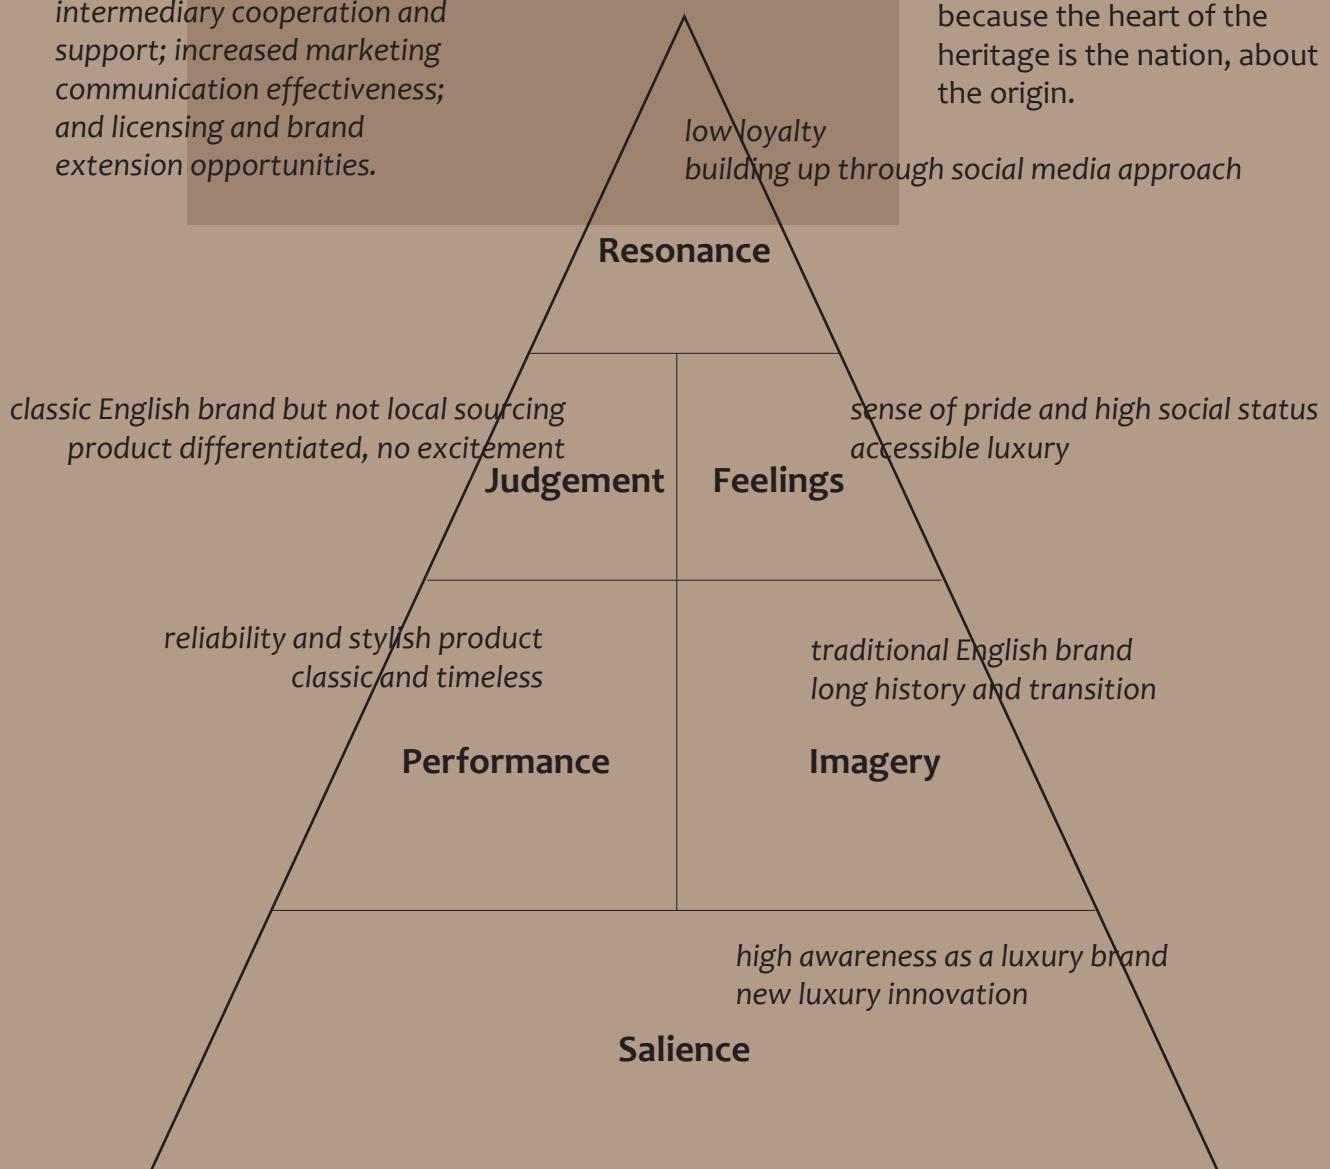 intermediary cooperation and
support; increased marketing
communication effectiveness;
and licensing and brand
extension opportunities.
because the heart of the
heritage is the nation, about
the origin.
low loyalty
building up through social media approach
Resonance
classic English brand but not local sourcing
product differentiated, no excitement
Judgement
sense of pride and high social status
accessible luxury
Feelings
reliability and stylish product
classic and timeless
Performance
traditional English brand
long history and transition
Imagery
high awareness as a luxury brand
new luxury innovation
Salience